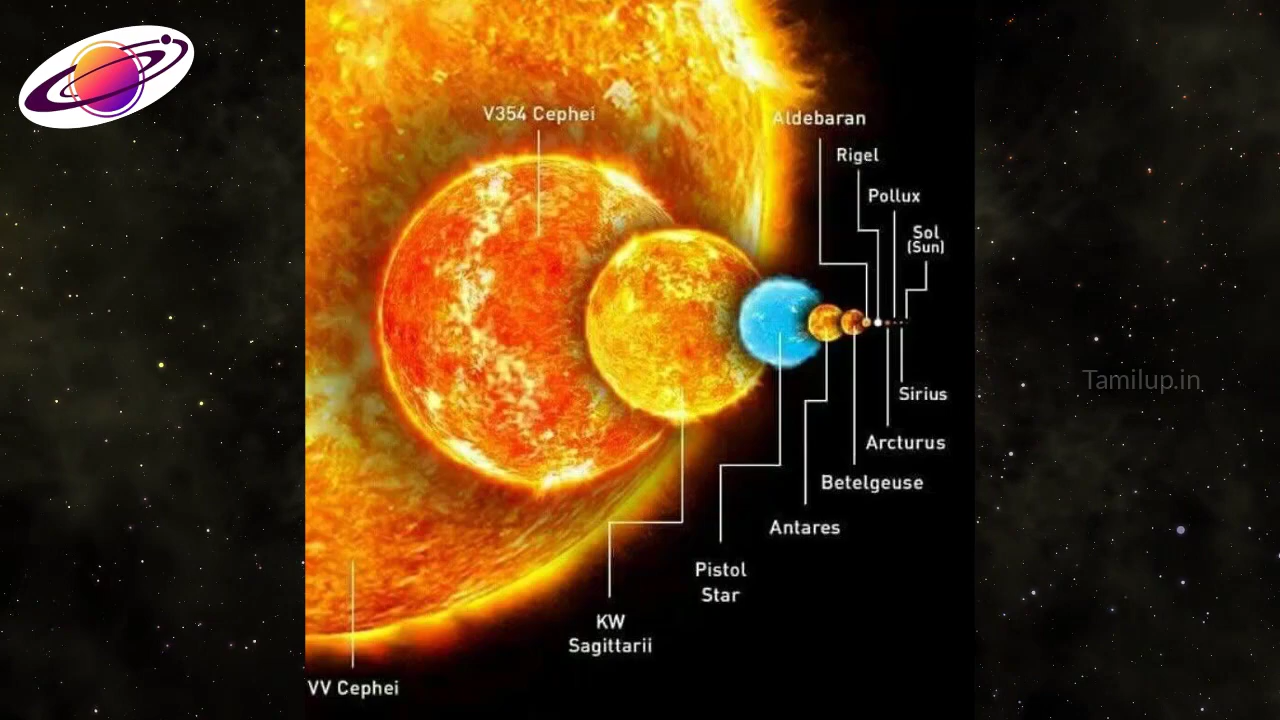 V354 Cephei
Aldebaran
Rigel
Pollux
Sol
(Sun)
Tamilup.in
Sirius
Arcturus
Betelgeuse
Antares
Pistol
Star
KW
Sagittarii
VV Cephei